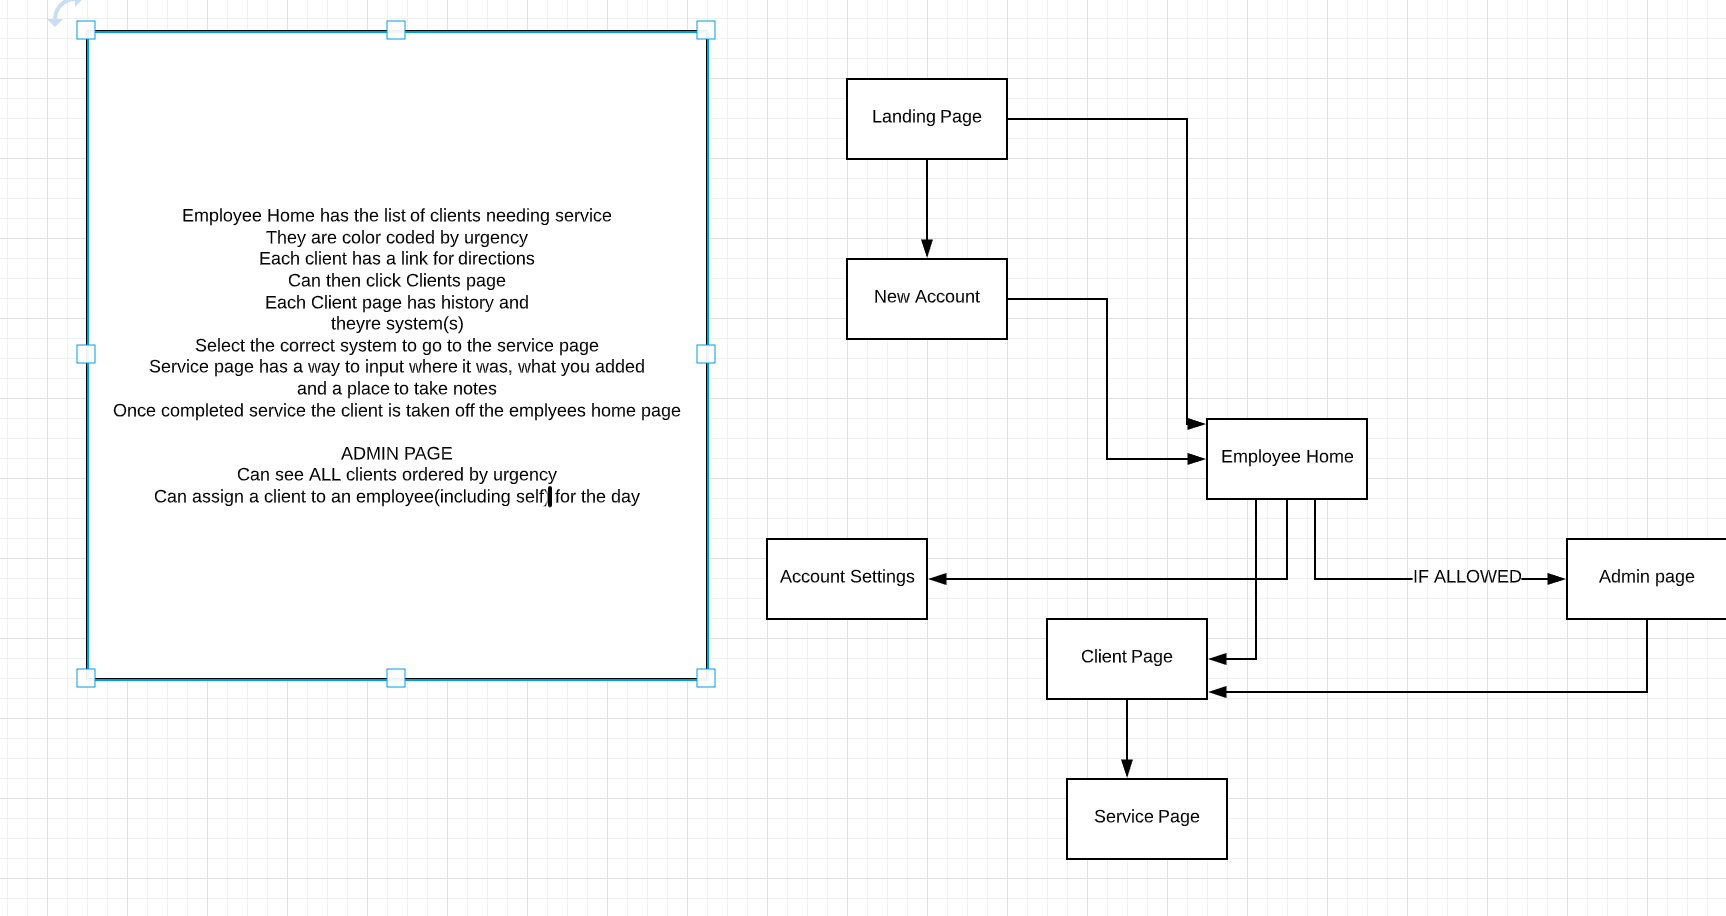 Employee Home has the list of clients needing service
They are color coded by urgency
Each client has a link for directions
Can then click Clients page
Each Client page has history and
theyre system(s)
Select the correct system to go to the service page
Service page has a way to input where it was, what you added
and a place to take notes
Once completed service the client is taken off the emplyees home page
ADMIN PAGE
Can see ALL clients ordered by urgency
Can assign a client to an employee(including self) for the day
Landing Page
New Account
Employee Home
Account Settings
IF ALLOWED
Admin page
Client Page
Service Page